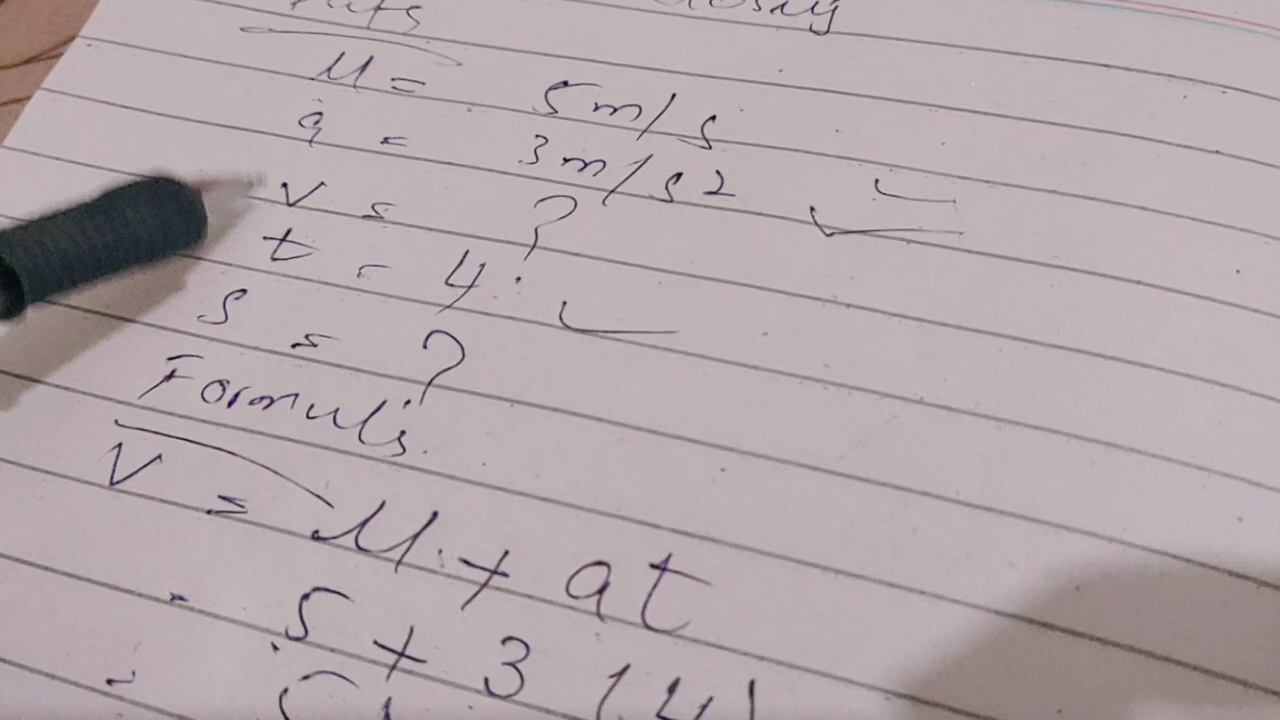 u = 5m/s
a = 3m/s2
v = ?
t = 4.
s = ?
Formula
V = u + at
= 5 + 3 (4)